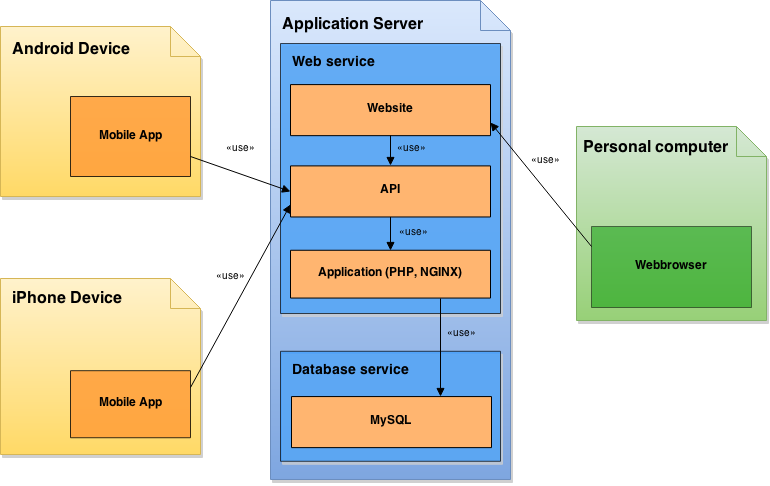 Android Device
Mobile App
«use»
iPhone Device
Mobile App
«use»
Application Server
Web service
Website
«use»
API
«use»
Application (PHP, NGINX)
«use»
Database service
MySQL
«use»
Personal computer
Webbrowser